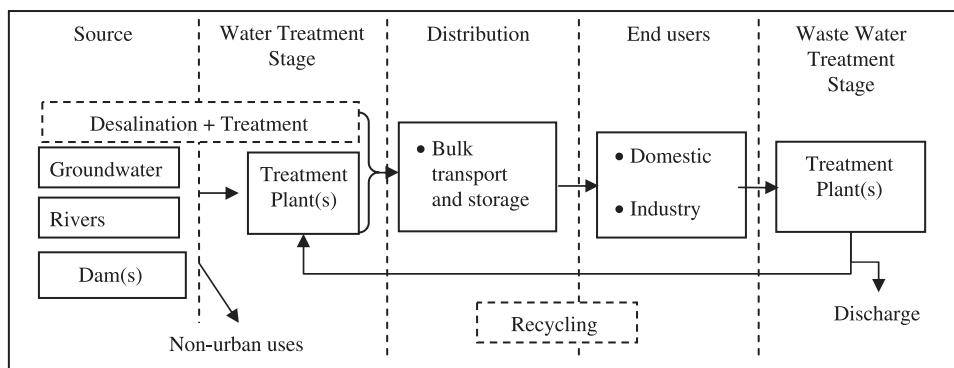 Source
Water Treatment
Stage
Distribution
End users
Waste Water
Treatment
Stage
Desalination + Treatment
Groundwater
Rivers
Dam(s)
Treatment
Plant(s)
• Bulk
transport
and storage
• Domestic
• Industry
Treatment
Plant(s)
Recycling
Discharge
Non-urban uses